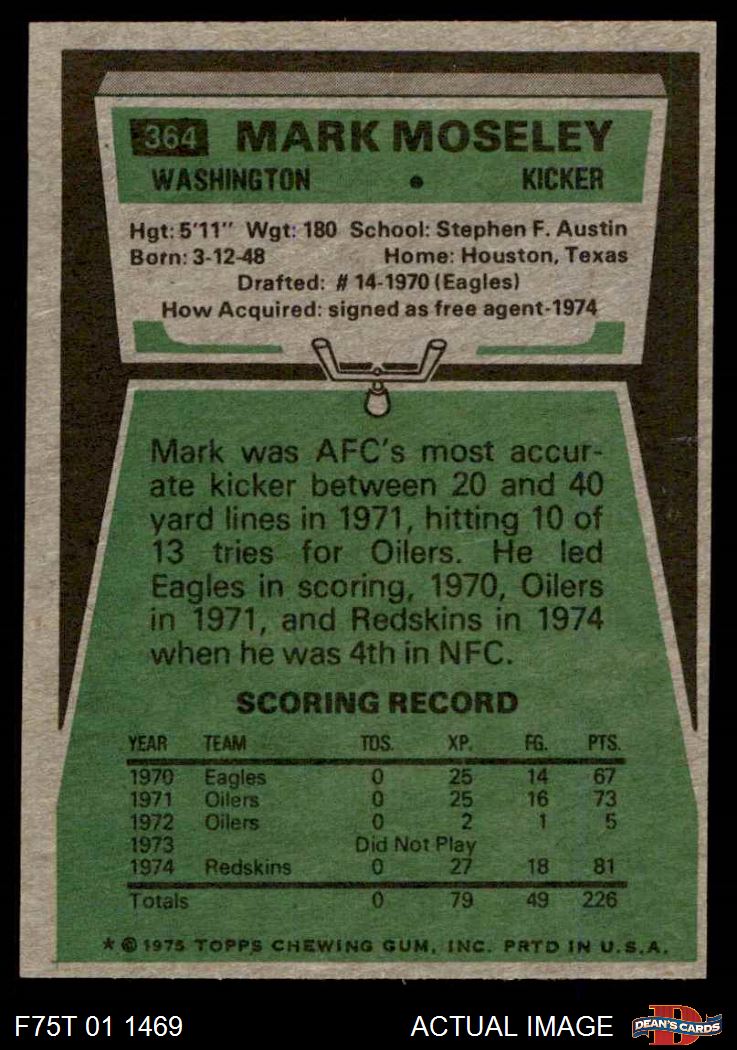 364 MARK MOSELEY
WASHINGTON • KICKER
Hgt: 5'11" Wgt: 180 School: Stephen F. Austin
Born: 3-12-48 Home: Houston, Texas
Drafted: # 14-1970 (Eagles)
How Acquired: signed as free agent-1974
Mark was AFC's most accur-
ate kicker between 20 and 40
yard lines in 1971, hitting 10 of
13 tries for Oilers. He led
Eagles in scoring, 1970, Oilers
in 1971, and Redskins in 1974
when he was 4th in NFC.
SCORING RECORD
YEAR TEAM TDS. XP. FG. PTS.
1970 Eagles 0 25 14 67
1971 Oilers 0 25 16 73
1972 Oilers 0 2 1 5
1973 Did Not Play
1974 Redskins 0 27 18 81
Totals 0 79 49 226
* © 1975 TOPPS CHEWING GUM, INC. PRTD IN U.S.A.
F75T 01 1469 ACTUAL IMAGE DEAN'S CARDS